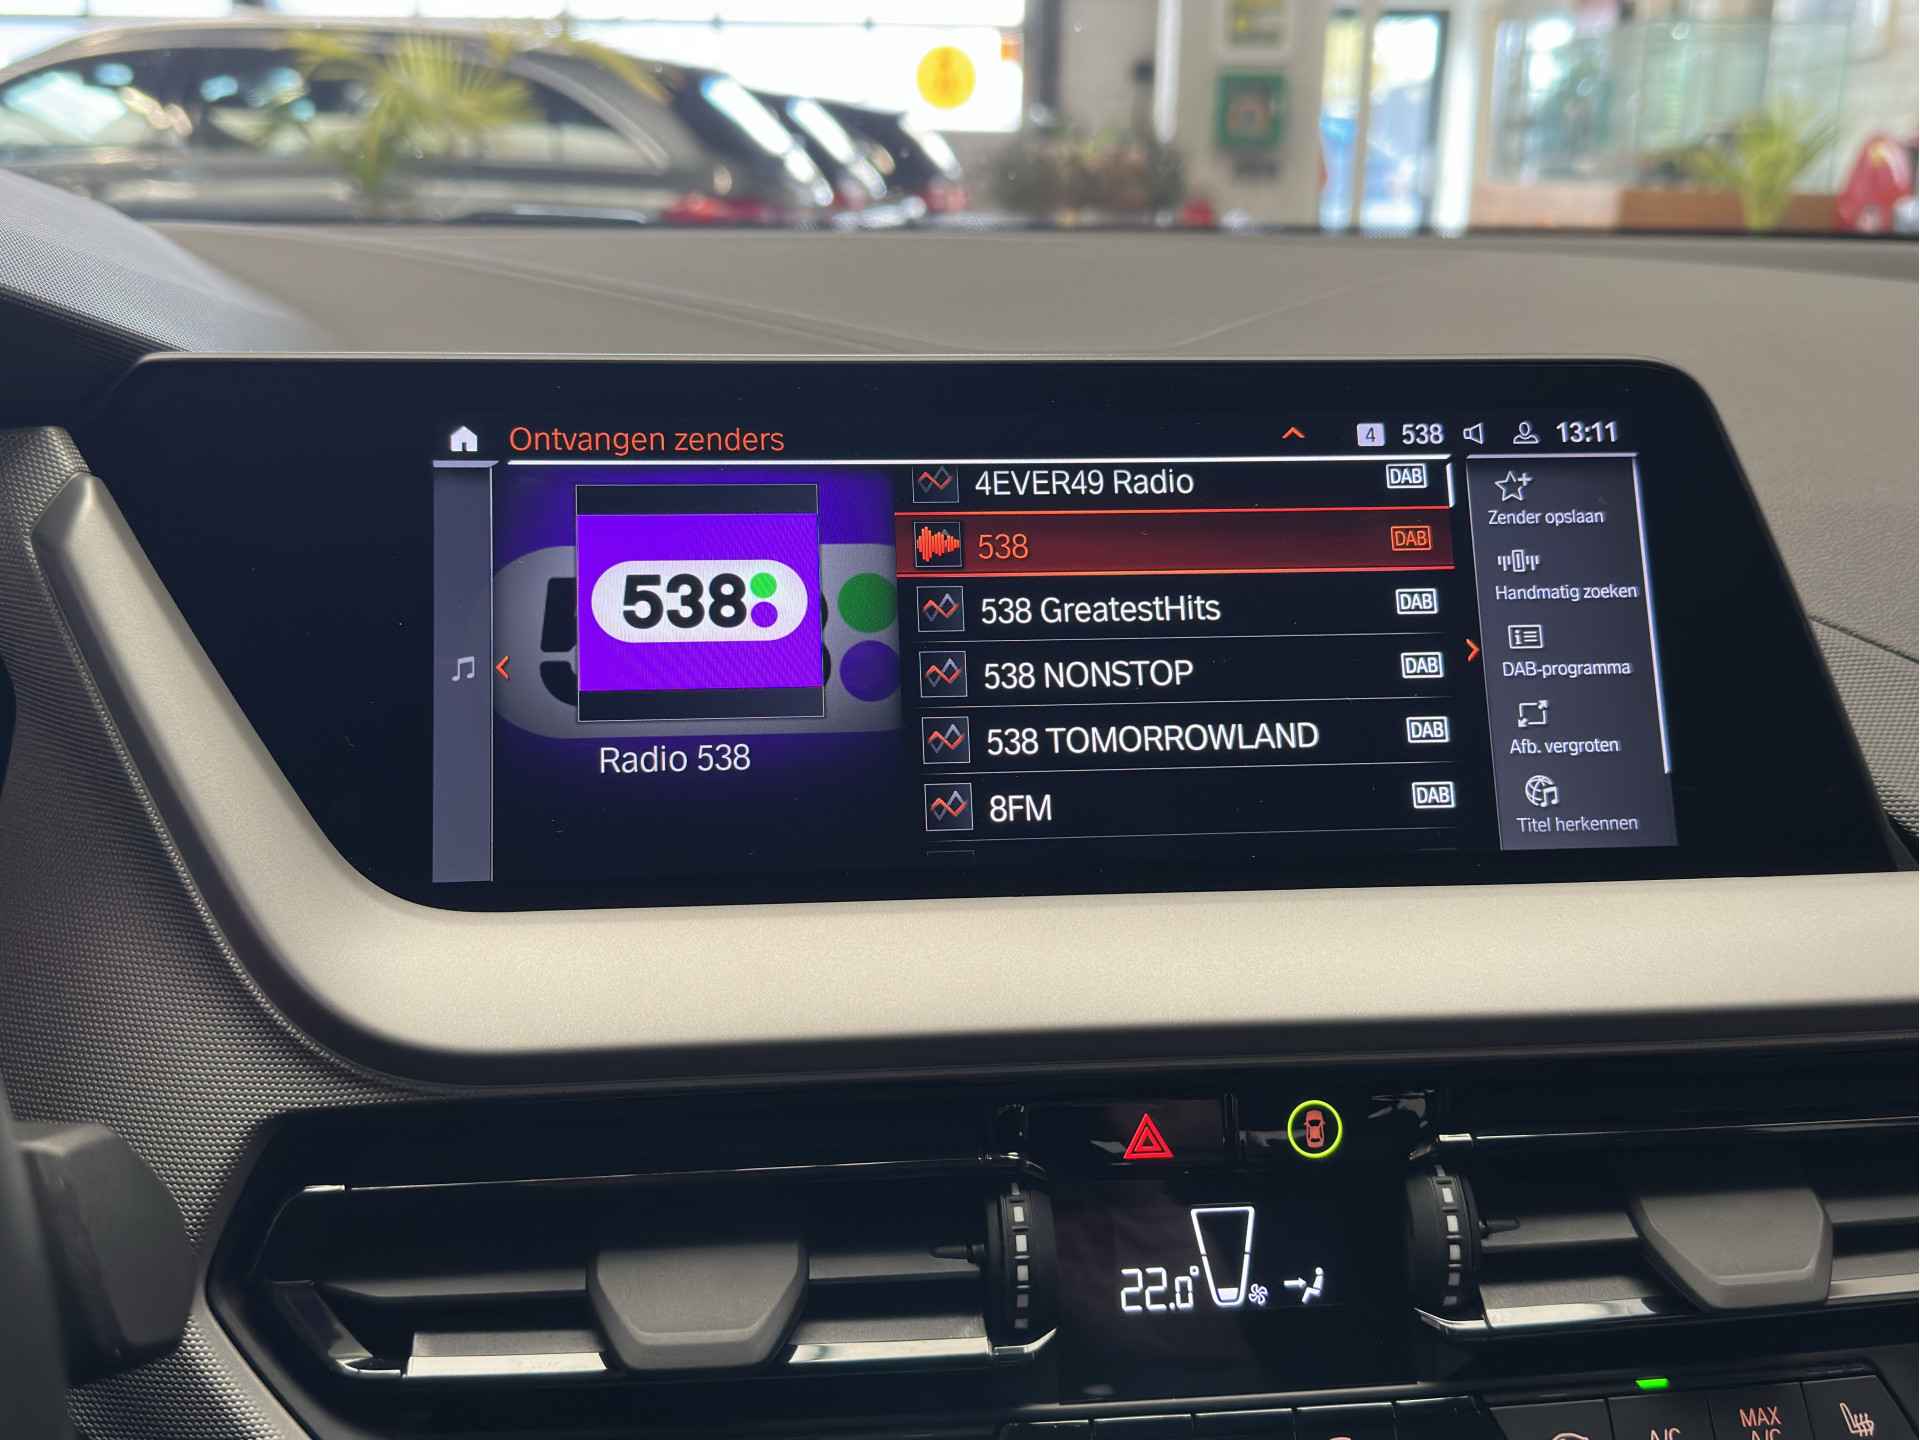 Ontvangen zenders
4 538 13:11
4EVER49 Radio DAB
538 DAB
538 GreatestHits DAB
538 NONSTOP DAB
538 TOMORROWLAND DAB
8FM DAB
538
Radio 538
Zender opslaan
Handmatig zoeken
DAB-programma
Afb. vergroten
Titel herkennen
22.0°
A/C
MAX
A/C